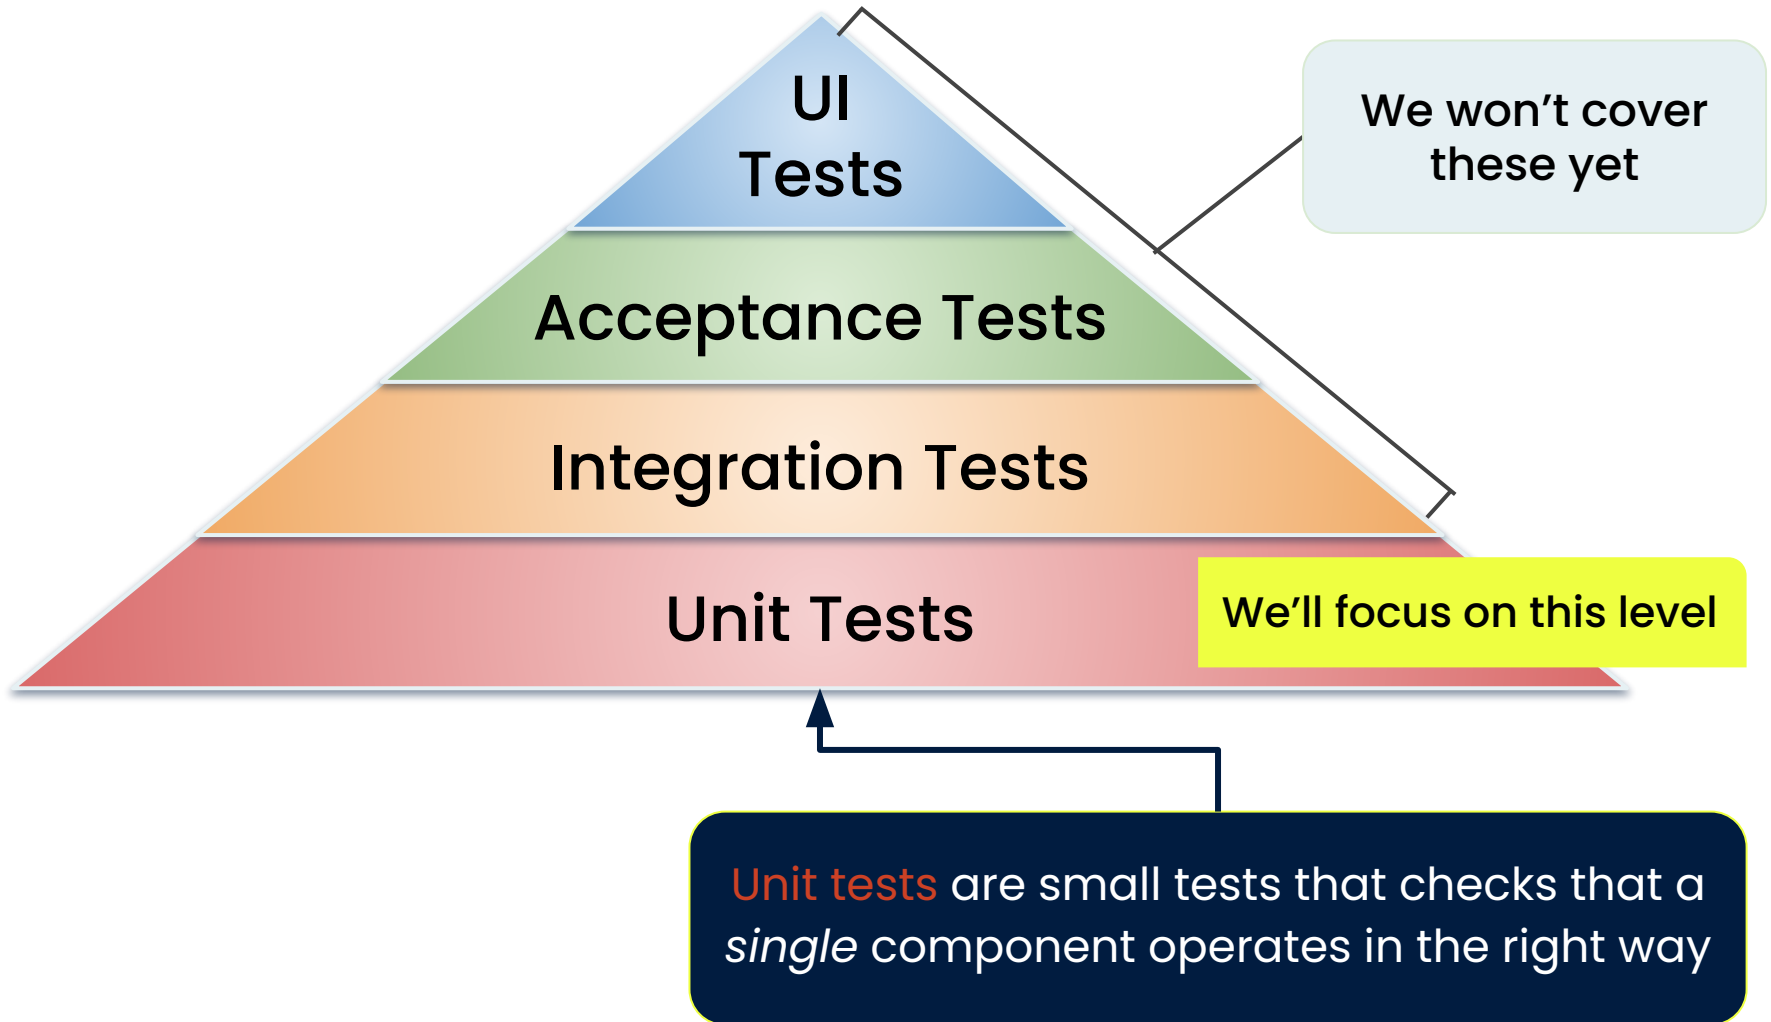 UI
Tests
We won’t cover
these yet
Acceptance Tests
Integration Tests
Unit Tests
We’ll focus on this level
Unit tests are small tests that checks that a
single component operates in the right way